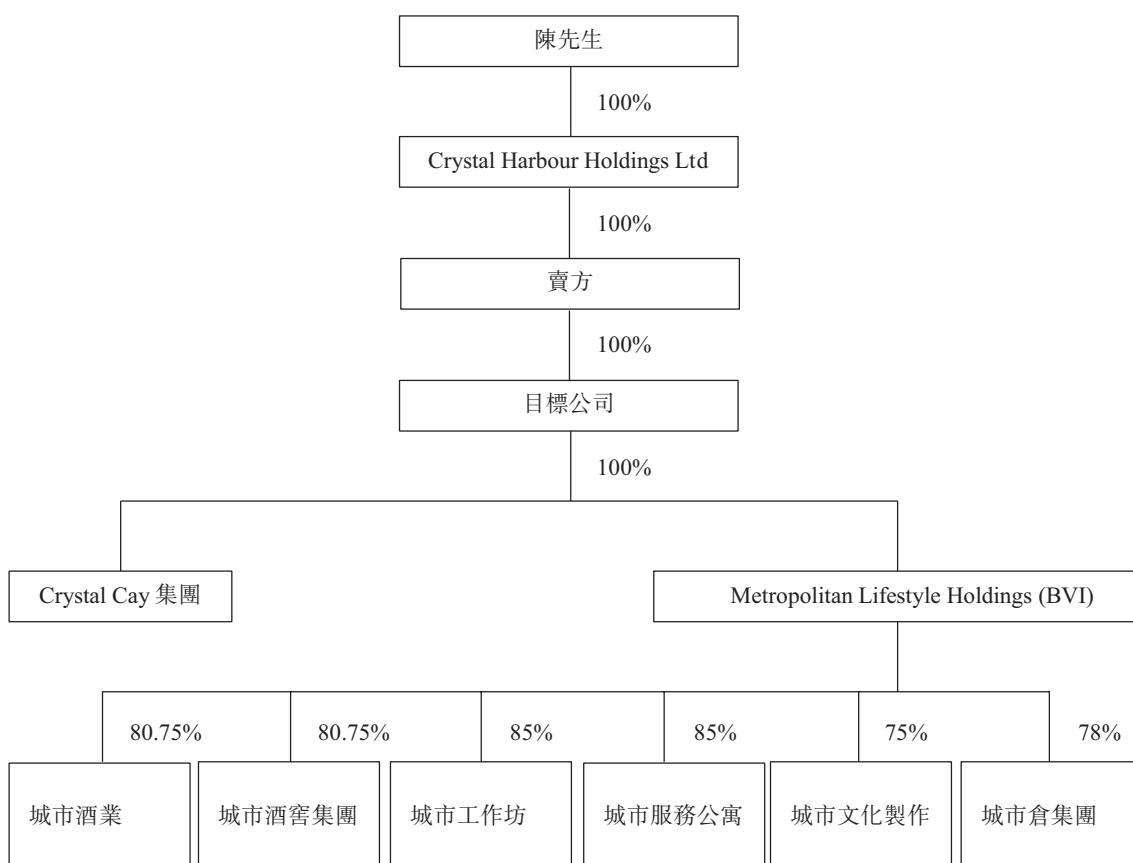 陳先生
100%
Crystal Harbour Holdings Ltd
100%
賣方
100%
目標公司
100%
Crystal Cay 集團
Metropolitan Lifestyle Holdings (BVI)
80.75%
80.75%
85%
85%
75%
78%
城市酒業
城市酒窖集團
城市工作坊
城市服務公寓
城市文化製作
城市倉集團